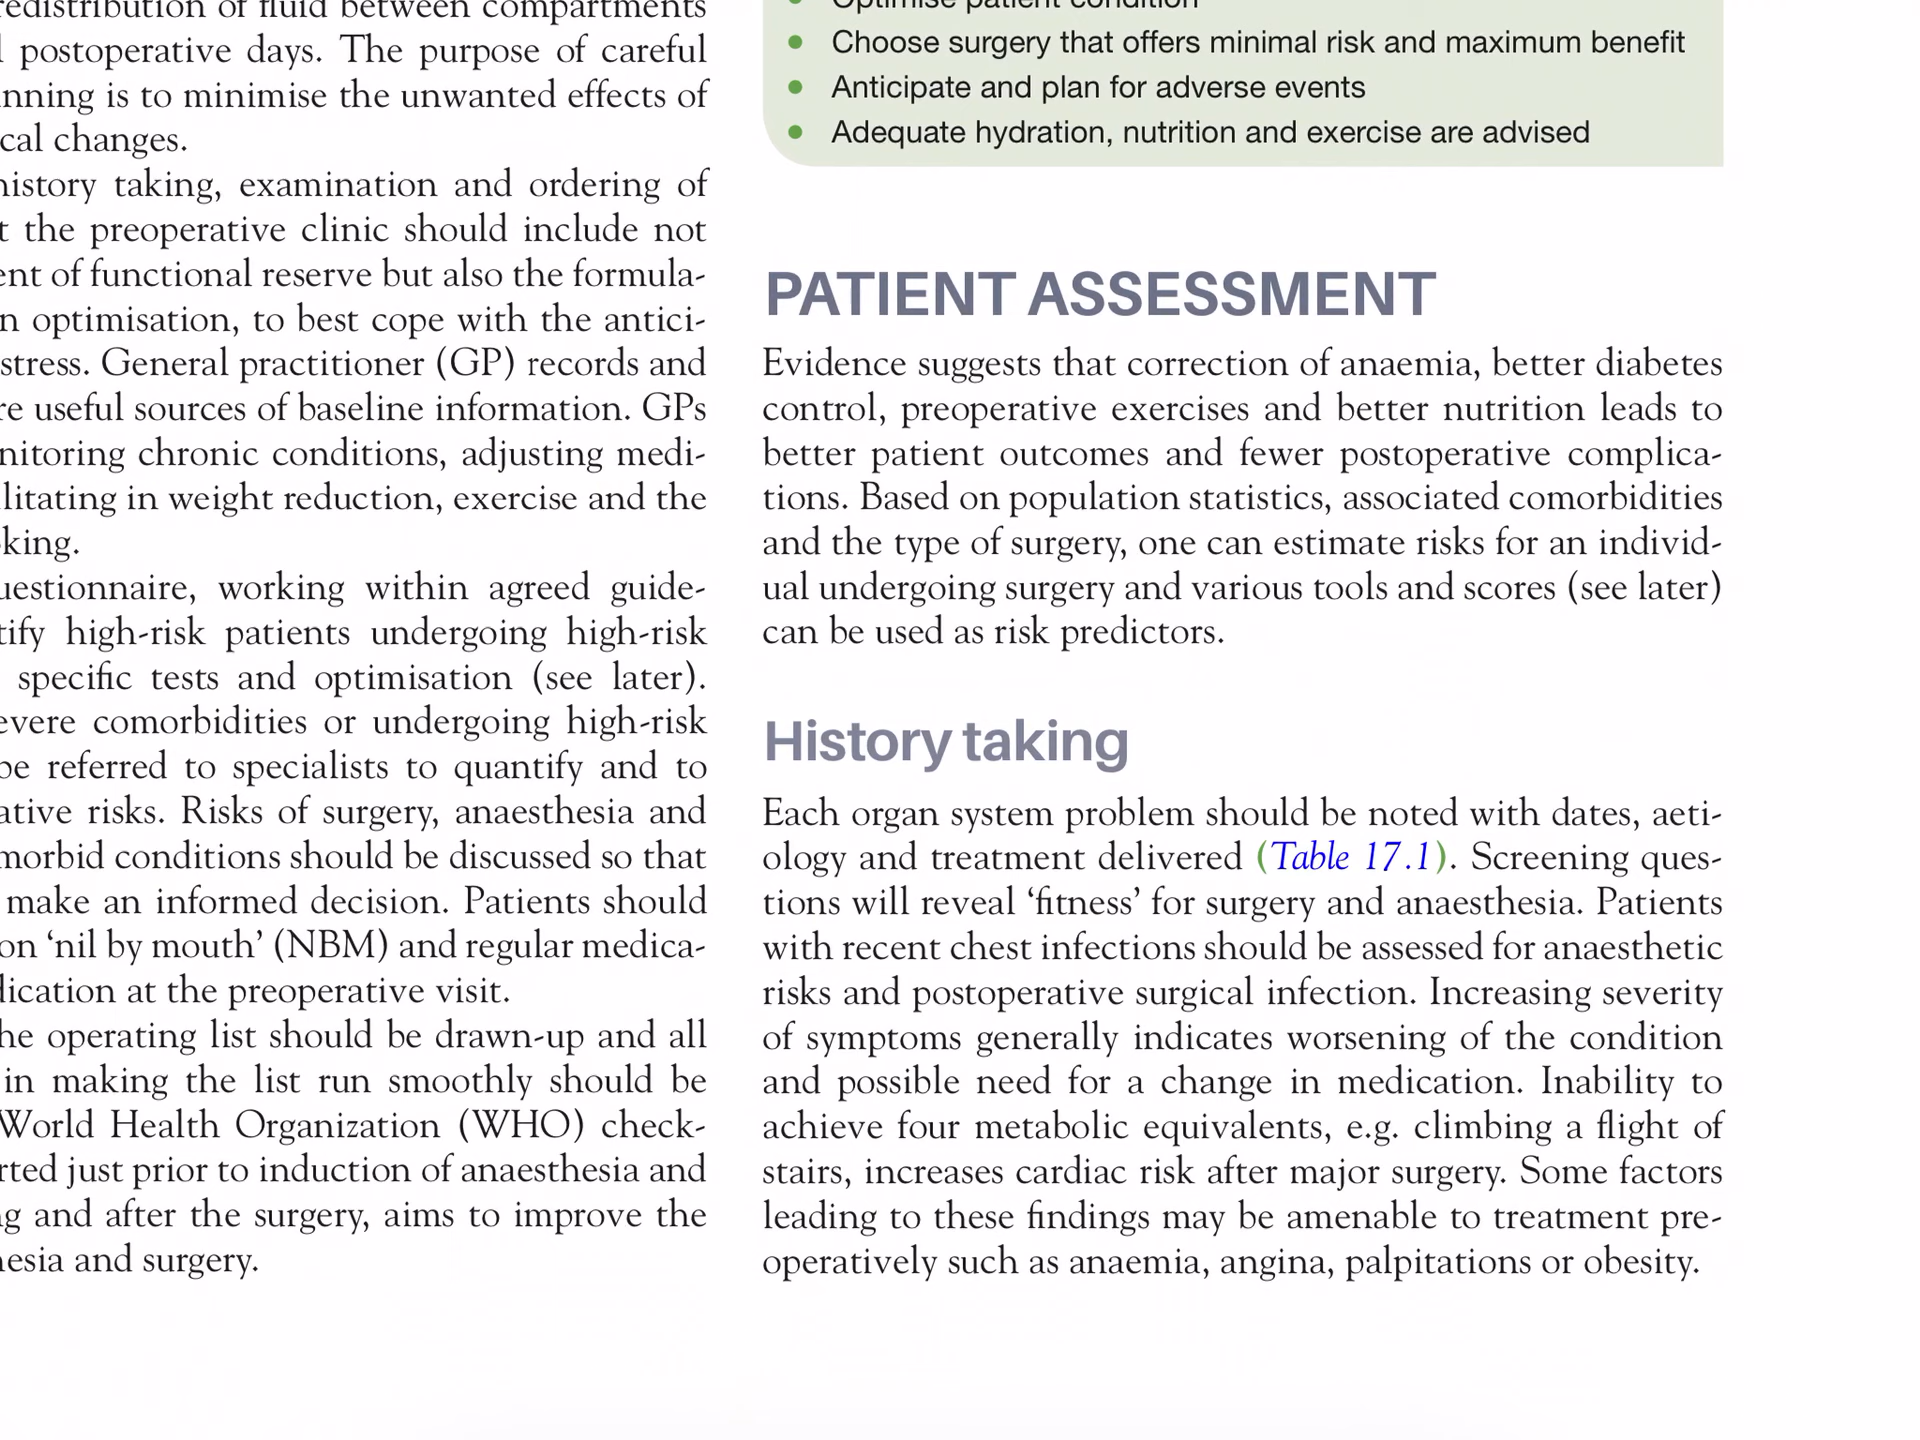 redistribution of fluid between compartments
postoperative days. The purpose of careful
is to minimise the unwanted effects of
changes.
history taking, examination and ordering of
the preoperative clinic should include not
of functional reserve but also the formula-
optimisation, to best cope with the antici-
stress. General practitioner (GP) records and
useful sources of baseline information. GPs
chronic conditions, adjusting medi-
in weight reduction, exercise and the
working within agreed guide-
high-risk patients undergoing high-risk
specific tests and optimisation (see later).
comorbidities or undergoing high-risk
be referred to specialists to quantify and to
risks. Risks of surgery, anaesthesia and
conditions should be discussed so that
make an informed decision. Patients should
on ‘nil by mouth’ (NBM) and regular medica-
at the preoperative visit.
operating list should be drawn-up and all
in making the list run smoothly should be
World Health Organization (WHO) check-
just prior to induction of anaesthesia and
and after the surgery, aims to improve the
and surgery.
Optimise patient condition
• Choose surgery that offers minimal risk and maximum benefit
• Anticipate and plan for adverse events
• Adequate hydration, nutrition and exercise are advised
PATIENT ASSESSMENT
Evidence suggests that correction of anaemia, better diabetes
control, preoperative exercises and better nutrition leads to
better patient outcomes and fewer postoperative complica-
tions. Based on population statistics, associated comorbidities
and the type of surgery, one can estimate risks for an individ-
ual undergoing surgery and various tools and scores (see later)
can be used as risk predictors.
History taking
Each organ system problem should be noted with dates, aeti-
ology and treatment delivered (Table 17.1). Screening ques-
tions will reveal ‘fitness’ for surgery and anaesthesia. Patients
with recent chest infections should be assessed for anaesthetic
risks and postoperative surgical infection. Increasing severity
of symptoms generally indicates worsening of the condition
and possible need for a change in medication. Inability to
achieve four metabolic equivalents, e.g. climbing a flight of
stairs, increases cardiac risk after major surgery. Some factors
leading to these findings may be amenable to treatment pre-
operatively such as anaemia, angina, palpitations or obesity.